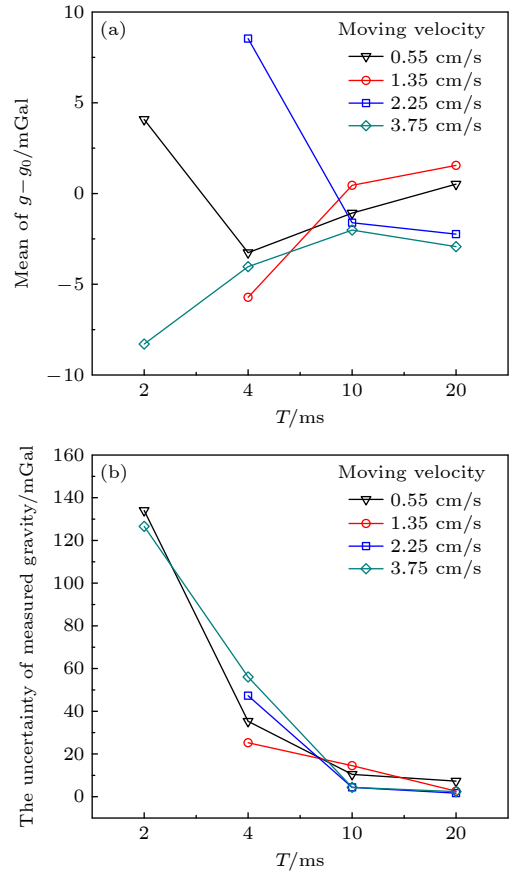 (a)
Moving velocity
0.55 cm/s
1.35 cm/s
2.25 cm/s
3.75 cm/s
10
5
0
−5
−10
Mean of g−g0/mGal
2
4
10
20
T/ms
(b)
Moving velocity
0.55 cm/s
1.35 cm/s
2.25 cm/s
3.75 cm/s
160
140
120
100
80
60
40
20
0
The uncertainty of measured gravity/mGal
2
4
10
20
T/ms